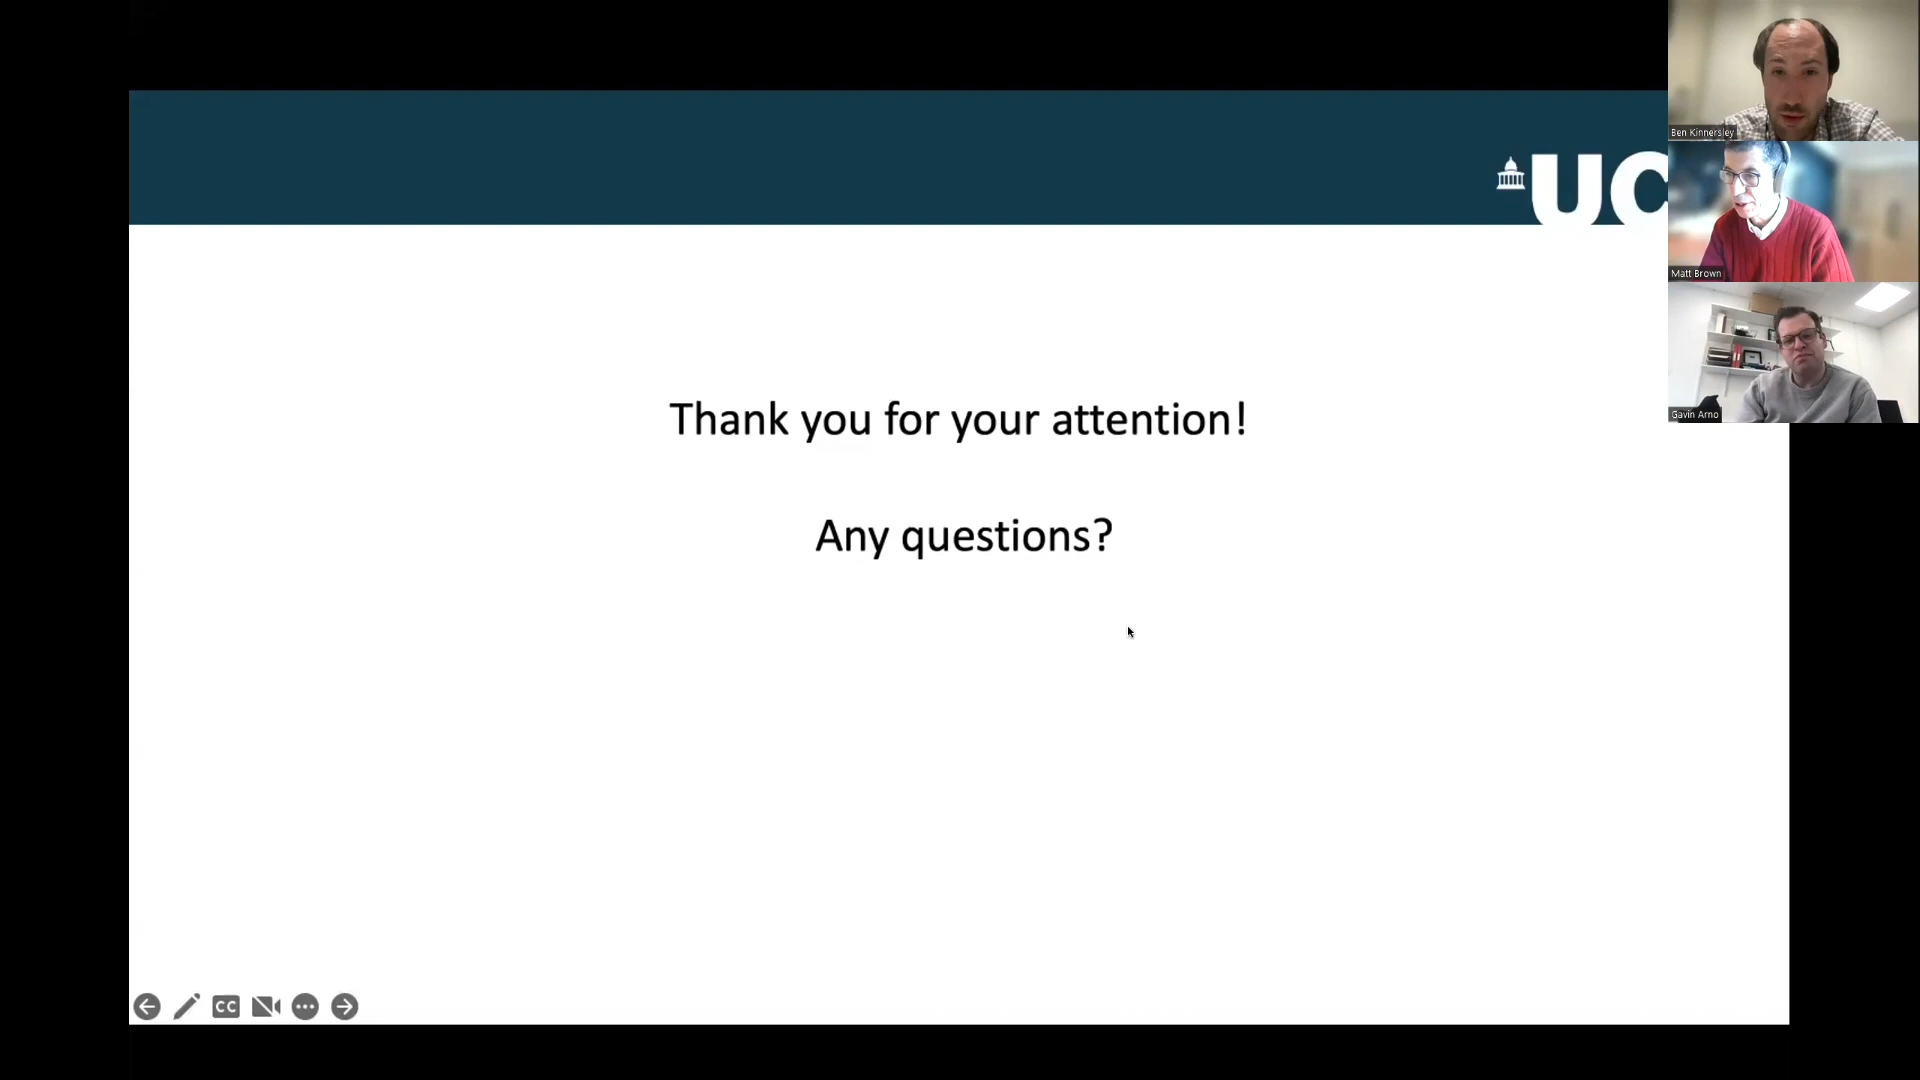 UC
Ben Kinnersley
Matt Brown
Gavin Arno
Thank you for your attention!
Any questions?
CC